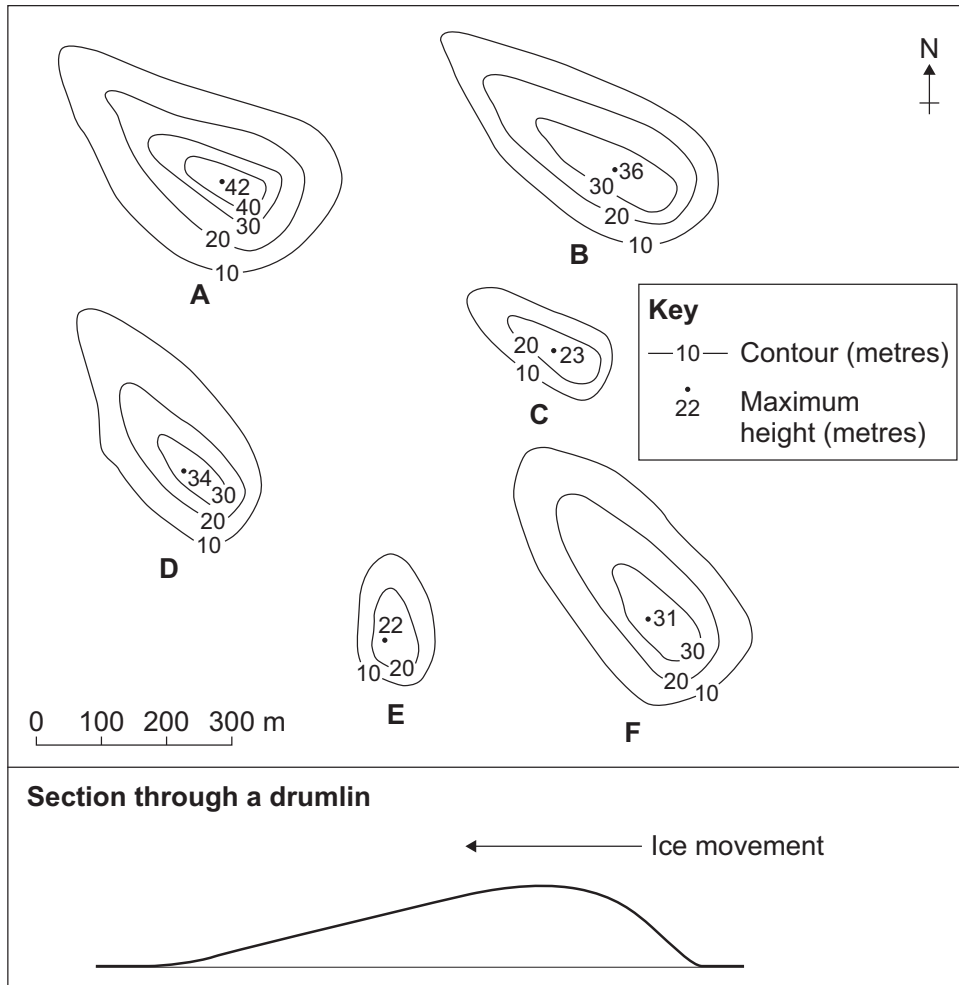 N
42
40
30
20
10
A
36
30
20
10
B
23
20
10
C
Key
10 Contour (metres)
22 Maximum
height (metres)
34
30
20
10
D
22
10 20
E
31
30
20
10
F
0 100 200 300 m
Section through a drumlin
Ice movement